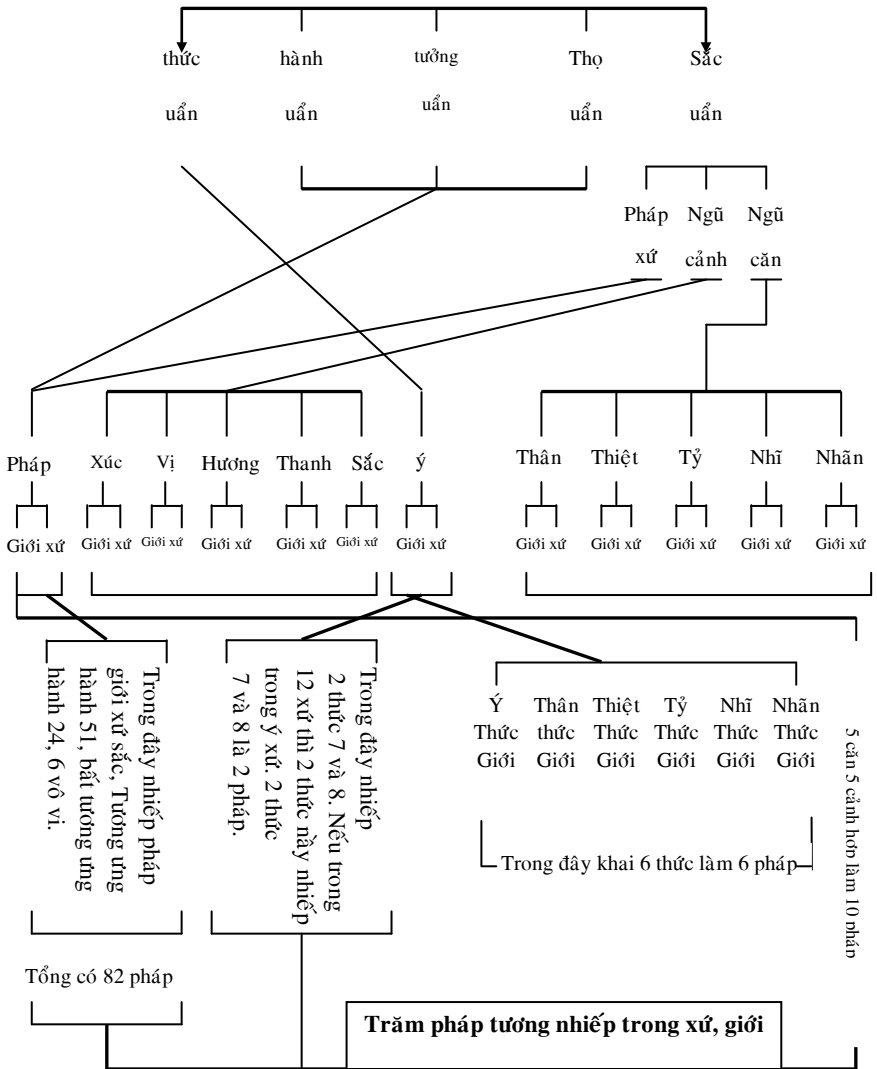 thức hành tưởng Thọ Sắc
uẩn uẩn uẩn uẩn uẩn
Pháp Ngũ Ngũ
xứ cảnh căn
Pháp Xúc Vị Hương Thanh Sắc ý Thân Thiệt Tỷ Nhĩ Nhãn
Giới xứ Giới xứ Giới xứ Giới xứ Giới xứ Giới xứ Giới xứ Giới xứ Giới xứ Giới xứ Giới xứ Giới xứ
Trong đây nhiếp pháp
giới xứ sắc, Tương ưng
hành 51, bất tương ưng
hành 24, 6 vô vi.
Trong đây nhiếp
2 thức 7 và 8. Nếu trong
12 xứ thì 2 thức nầy nhiếp
trong ý xứ. 2 thức
7 và 8 là 2 pháp.
Ý Thân Thiệt Tỷ Nhĩ Nhãn
Thức thức Thức Thức Thức Thức
Giới Giới Giới Giới Giới Giới
Trong đây khai 6 thức làm 6 pháp
5 căn 5 cảnh hợp làm 10 pháp
Tổng có 82 pháp
Trăm pháp tương nhiếp trong xứ, giới